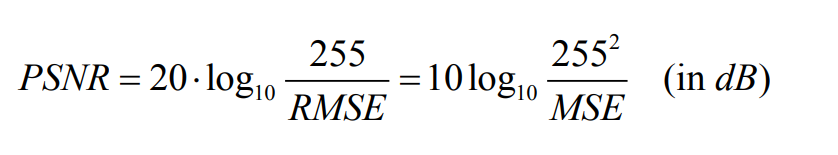 PSNR = 20 · log₁₀ 255/RMSE = 10 log₁₀ 255²/MSE (in dB)